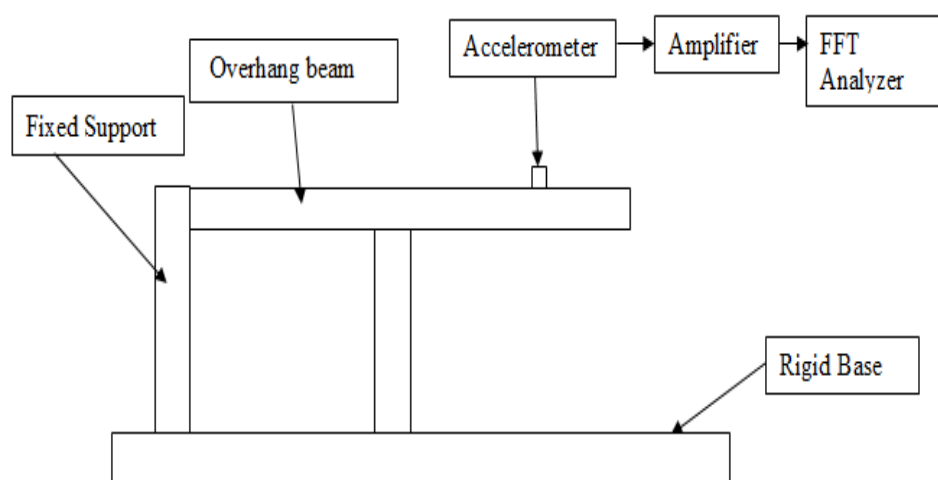 Accelerometer
Amplifier
FFT
Analyzer
Overhang beam
Fixed Support
Rigid Base